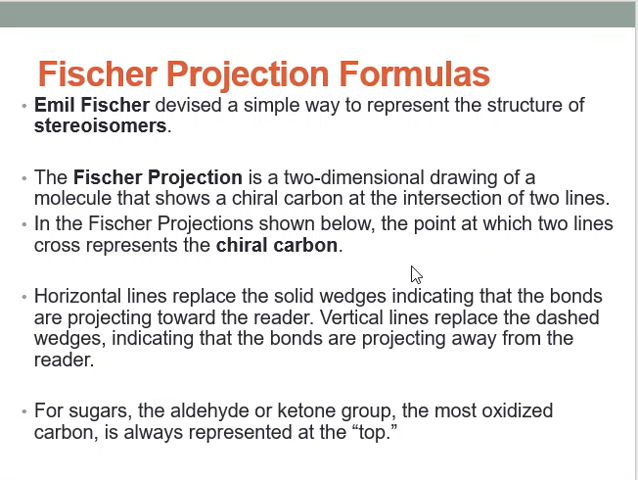 Fischer Projection Formulas
• Emil Fischer devised a simple way to represent the structure of
stereoisomers.
• The Fischer Projection is a two-dimensional drawing of a
molecule that shows a chiral carbon at the intersection of two lines.
• In the Fischer Projections shown below, the point at which two lines
cross represents the chiral carbon.
• Horizontal lines replace the solid wedges indicating that the bonds
are projecting toward the reader. Vertical lines replace the dashed
wedges, indicating that the bonds are projecting away from the
reader.
• For sugars, the aldehyde or ketone group, the most oxidized
carbon, is always represented at the “top.”